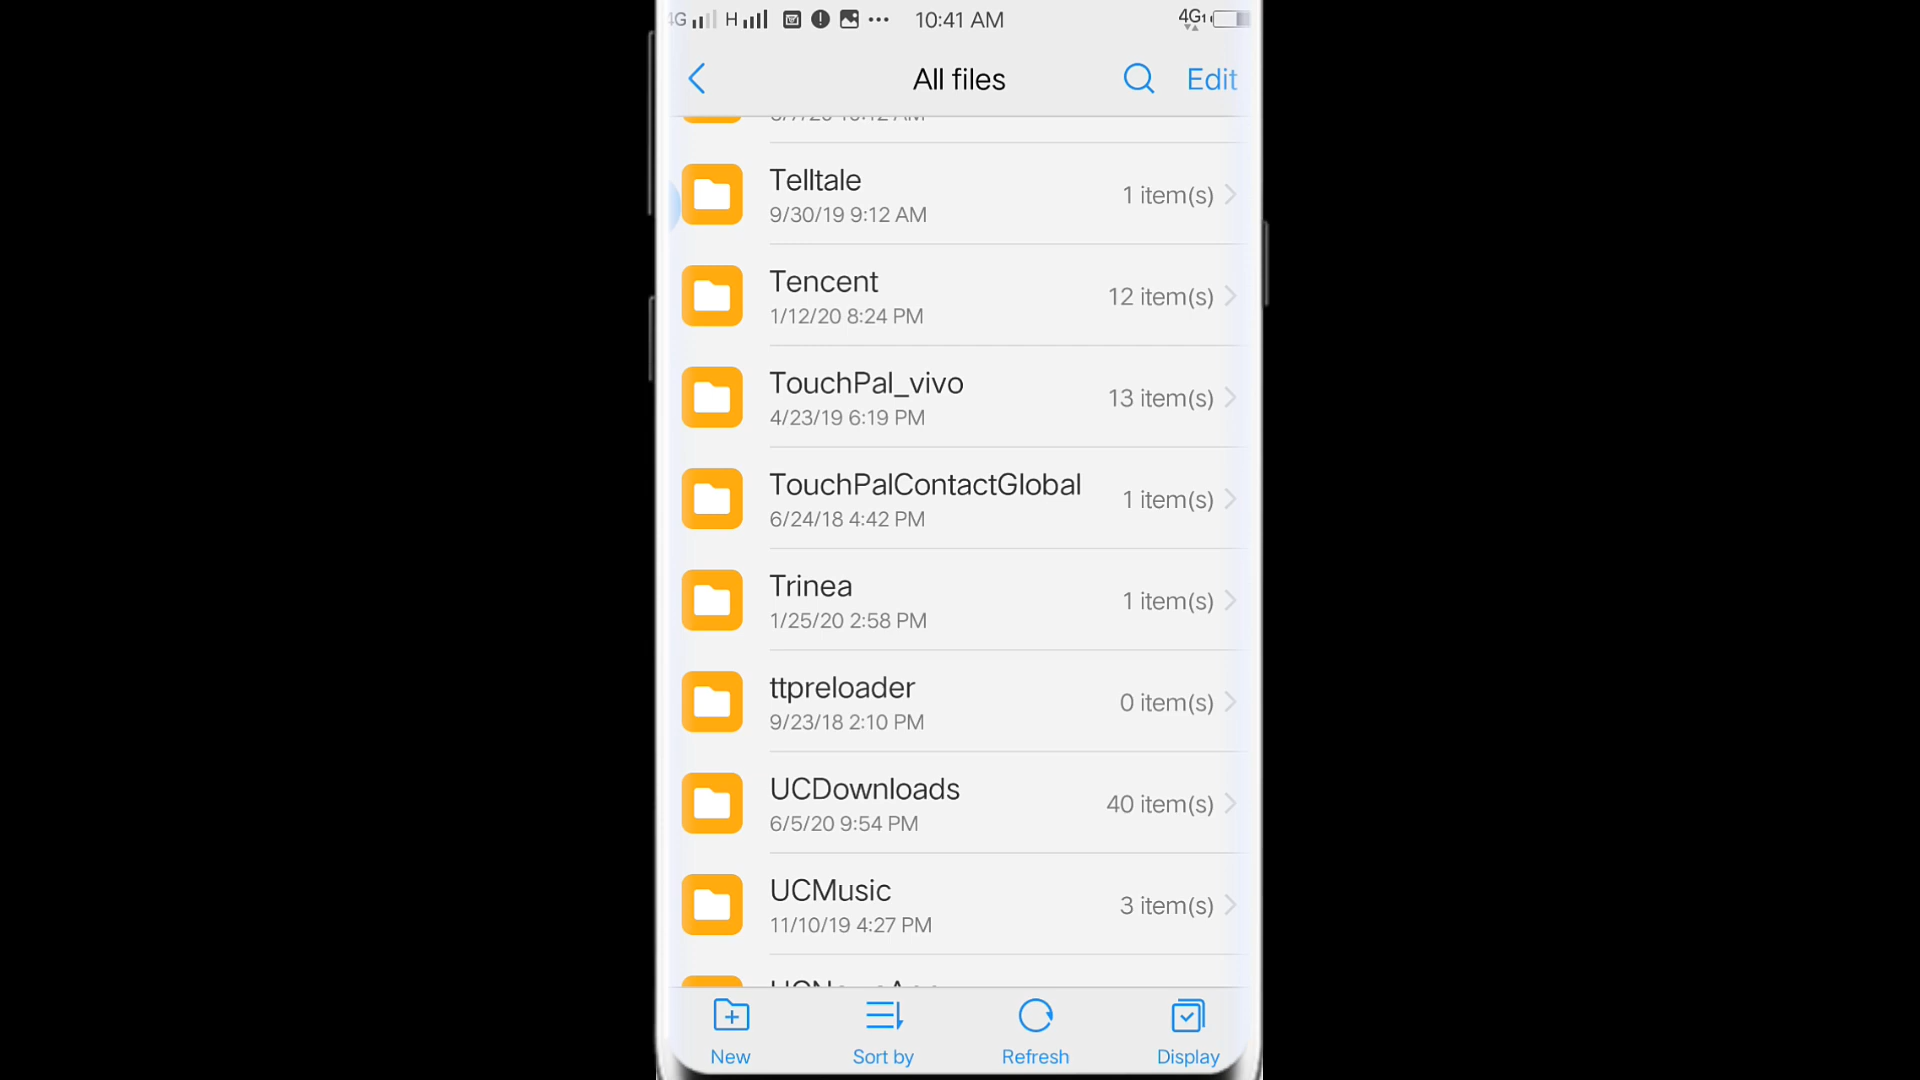 4G H 10:41 AM 4G1
All files Edit
Telltale
9/30/19 9:12 AM
1 item(s)
Tencent
1/12/20 8:24 PM
12 item(s)
TouchPal_vivo
4/23/19 6:19 PM
13 item(s)
TouchPalContactGlobal
6/24/18 4:42 PM
1 item(s)
Trinea
1/25/20 2:58 PM
1 item(s)
ttpreloader
9/23/18 2:10 PM
0 item(s)
UCDownloads
6/5/20 9:54 PM
40 item(s)
UCMusic
11/10/19 4:27 PM
3 item(s)
New Sort by Refresh Display